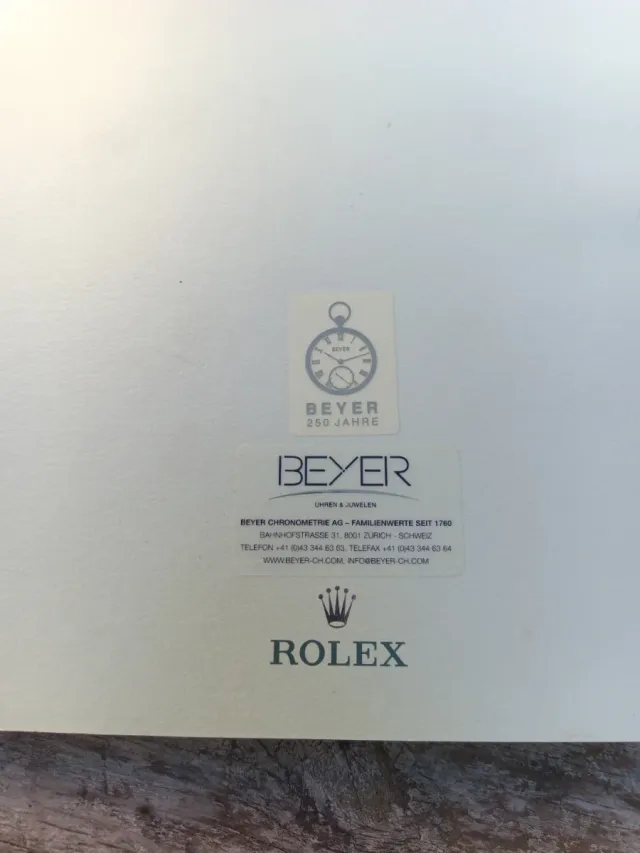 BEYER
BEYER
250 JAHRE
BEYER
UHREN & JUWELEN
BEYER CHRONOMETRIE AG – FAMILIENWERTE SEIT 1760
BAHNHOFSTRASSE 31, 8001 ZÜRICH - SCHWEIZ
TELEFON +41 (0)43 344 63 63, TELEFAX +41 (0)43 344 63 64
WWW.BEYER-CH.COM, INFO@BEYER-CH.COM
ROLEX